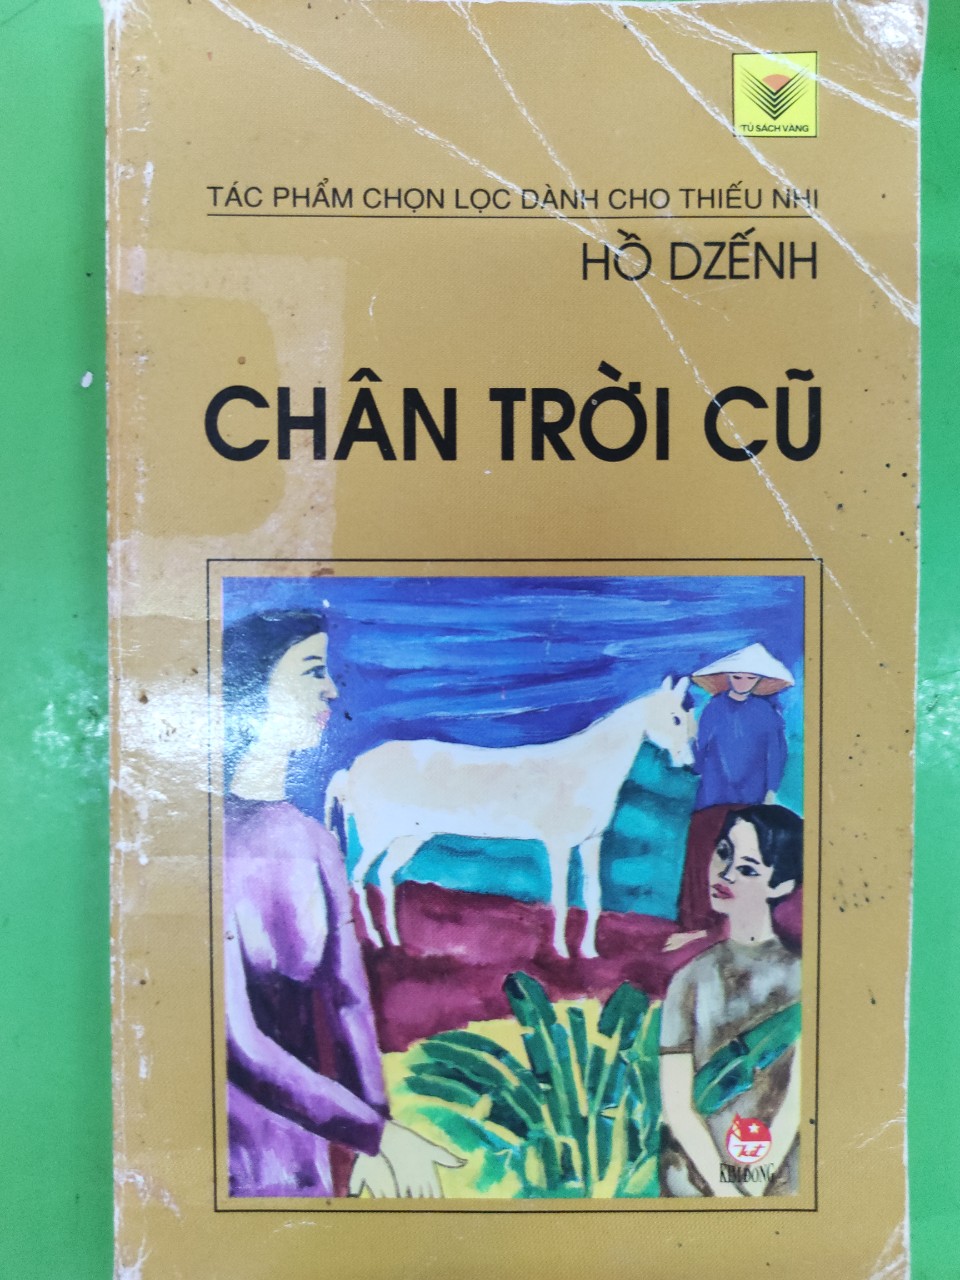 TỦ SÁCH VÀNG
TÁC PHẨM CHỌN LỌC DÀNH CHO THIẾU NHI
HỒ DZẾNH
CHÂN TRỜI CŨ
KIM ĐỒNG